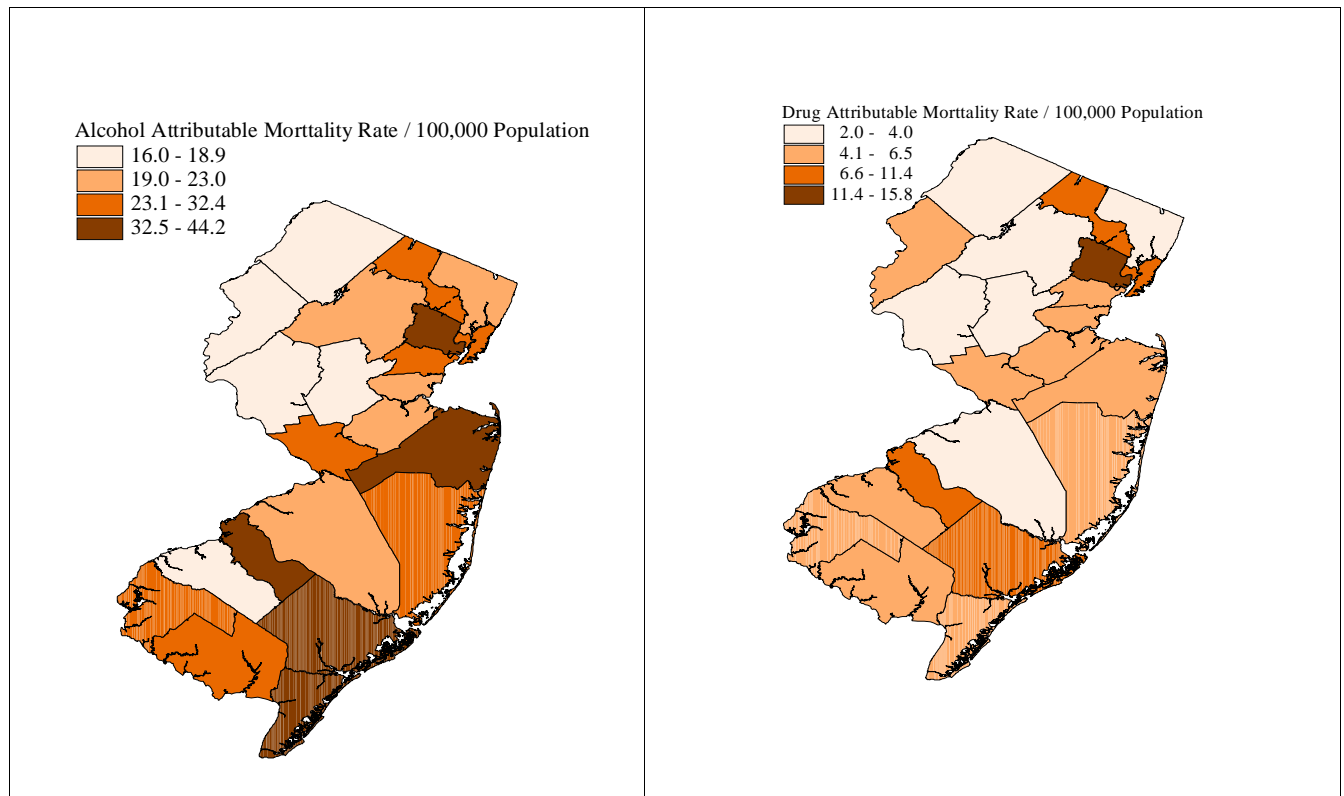 Alcohol Attributable Morttality Rate / 100,000 Population
16.0 - 18.9
19.0 - 23.0
23.1 - 32.4
32.5 - 44.2
Drug Attributable Morttality Rate / 100,000 Population
2.0 - 4.0
4.1 - 6.5
6.6 - 11.4
11.4 - 15.8